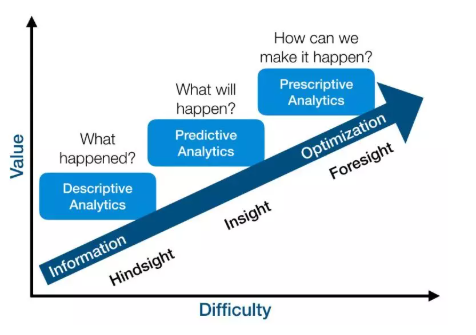 How can we
make it happen?
Prescriptive
Analytics
What will
happen?
Predictive
Analytics
What
happened?
Descriptive
Analytics
Value
Information
Optimization
Hindsight
Insight
Foresight
Difficulty